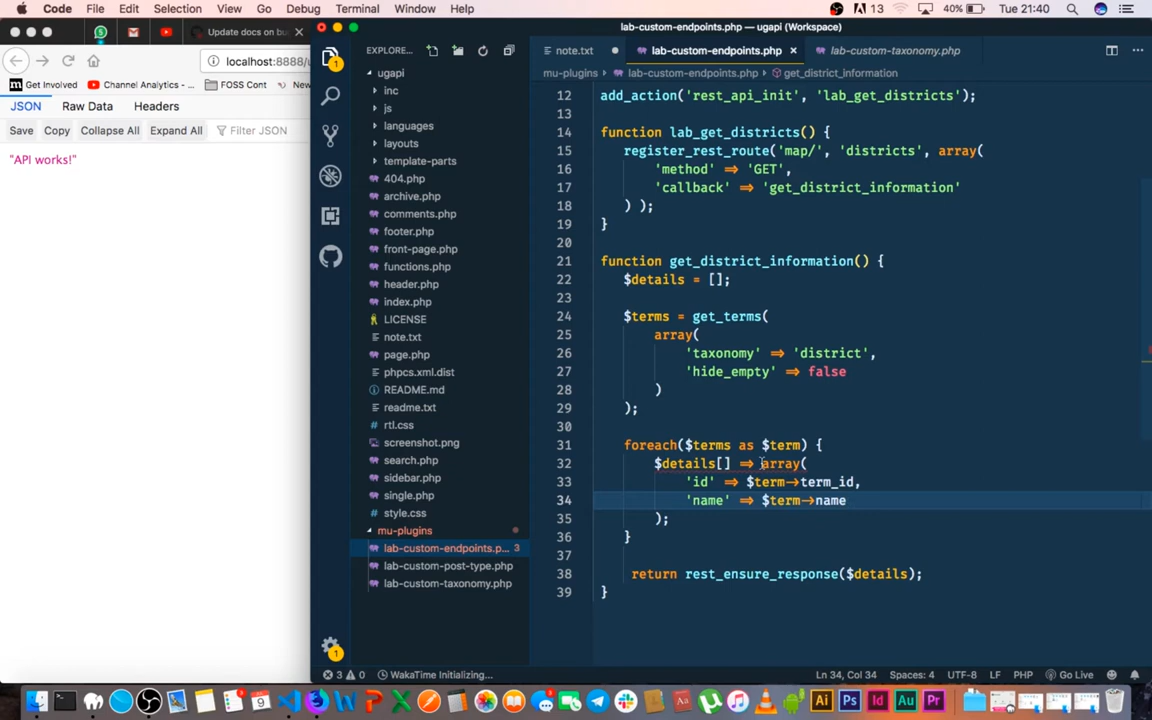 Code File Edit Selection View Go Debug Terminal Window Help
13 40% Tue 21:40
lab-custom-endpoints.php — ugapi (Workspace)
Update docs on b
localhost:8888/u
Get Involved Channel Analytics - FOSS Cont New
JSON Raw Data Headers
Save Copy Collapse All Expand All Filter JSON
"API works!"
EXPLORE...
ugapi
inc
js
languages
layouts
template-parts
404.php
archive.php
comments.php
footer.php
front-page.php
functions.php
header.php
index.php
LICENSE
note.txt
page.php
phpcs.xml.dist
README.md
readme.txt
rtl.css
screenshot.png
search.php
sidebar.php
single.php
style.css
mu-plugins
lab-custom-endpoints.p... 3
lab-custom-post-type.php
lab-custom-taxonomy.php
note.txt lab-custom-endpoints.php lab-custom-taxonomy.php
mu-plugins lab-custom-endpoints.php get_district_information
12 add_action('rest_api_init', 'lab_get_districts');
13
14 function lab_get_districts() {
15 register_rest_route('map/', 'districts', array(
16 'method' => 'GET',
17 'callback' => 'get_district_information'
18 ) );
19 }
20
21 function get_district_information() {
22 $details = [];
23
24 $terms = get_terms(
25 array(
26 'taxonomy' => 'district',
27 'hide_empty' => false
28 )
29 );
30
31 foreach($terms as $term) {
32 $details[] => array(
33 'id' => $term->term_id,
34 'name' => $term->name
35 );
36 }
37
38 return rest_ensure_response($details);
39 }
3 0 WakaTime Initializing... Ln 34, Col 34 Spaces: 4 UTF-8 LF PHP Go Live 1